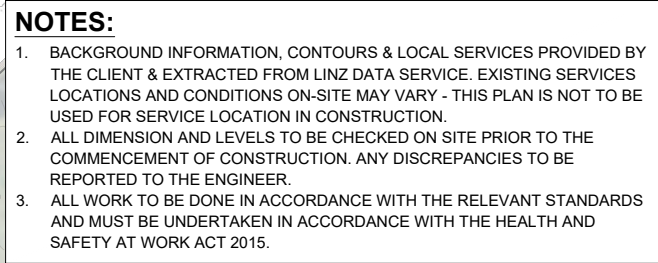 NOTES:
1. BACKGROUND INFORMATION, CONTOURS & LOCAL SERVICES PROVIDED BY
THE CLIENT & EXTRACTED FROM LINZ DATA SERVICE. EXISTING SERVICES
LOCATIONS AND CONDITIONS ON-SITE MAY VARY - THIS PLAN IS NOT TO BE
USED FOR SERVICE LOCATION IN CONSTRUCTION.
2. ALL DIMENSION AND LEVELS TO BE CHECKED ON SITE PRIOR TO THE
COMMENCEMENT OF CONSTRUCTION. ANY DISCREPANCIES TO BE
REPORTED TO THE ENGINEER.
3. ALL WORK TO BE DONE IN ACCORDANCE WITH THE RELEVANT STANDARDS
AND MUST BE UNDERTAKEN IN ACCORDANCE WITH THE HEALTH AND
SAFETY AT WORK ACT 2015.